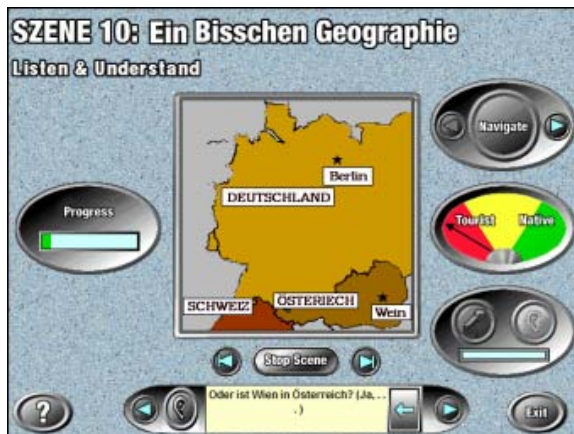 SZENE 10: Ein Bisschen Geographie
Listen & Understand
Navigate
Berlin
DEUTSCHLAND
Progress
Tourist Native
SCHWEIZ
ÖSTERIECH
Wein
Stop Scene
Oder ist Wien in Österreich? (Ja, . .
. )
?
Exit